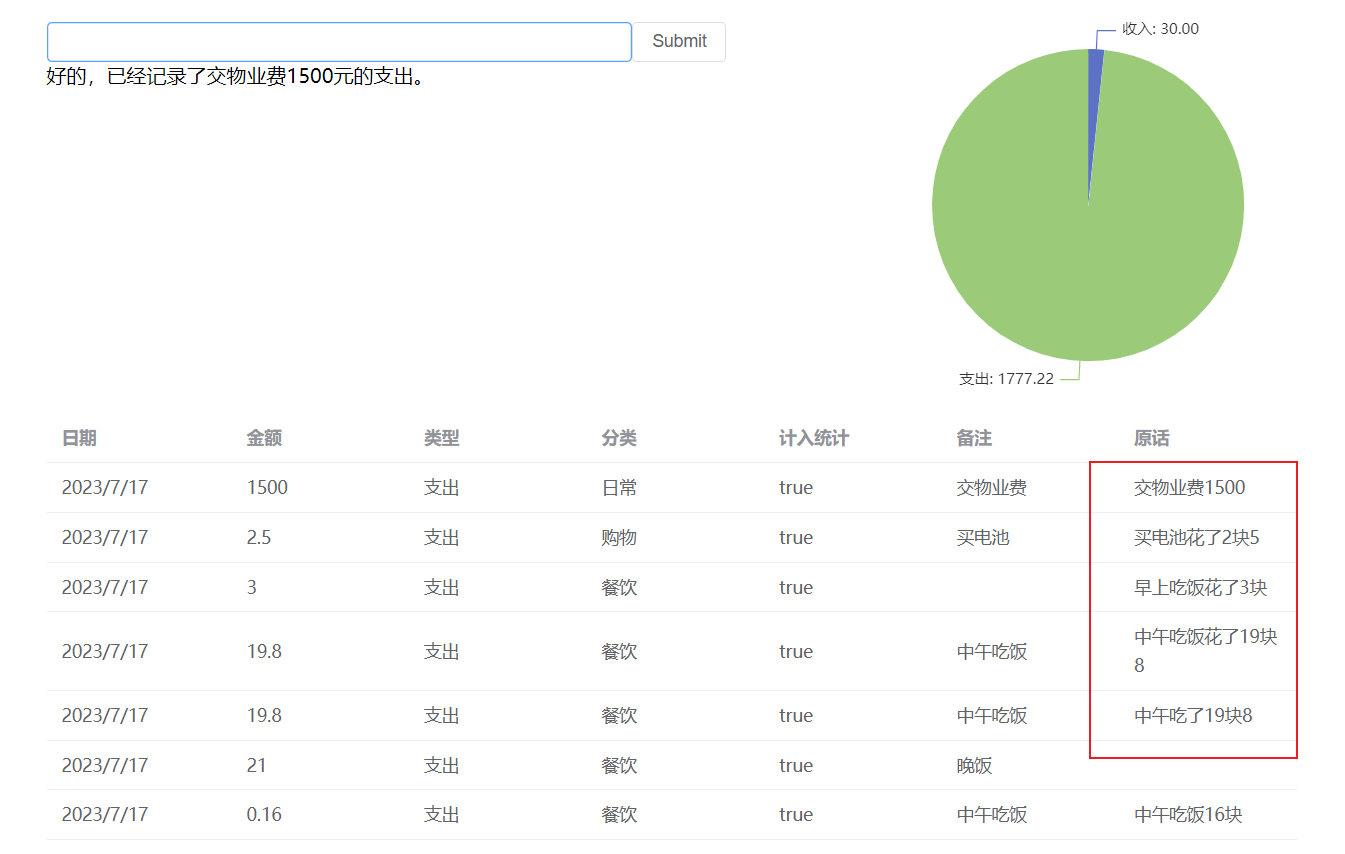 Submit
好的，已经记录了交物业费1500元的支出。
收入: 30.00
支出: 1777.22
日期 金额 类型 分类 计入统计 备注 原话
2023/7/17 1500 支出 日常 true 交物业费 交物业费1500
2023/7/17 2.5 支出 购物 true 买电池 买电池花了2块5
2023/7/17 3 支出 餐饮 true 早上吃饭花了3块
2023/7/17 19.8 支出 餐饮 true 中午吃饭 中午吃饭花了19块
8
2023/7/17 19.8 支出 餐饮 true 中午吃饭 中午吃了19块8
2023/7/17 21 支出 餐饮 true 晚饭
2023/7/17 0.16 支出 餐饮 true 中午吃饭 中午吃饭16块